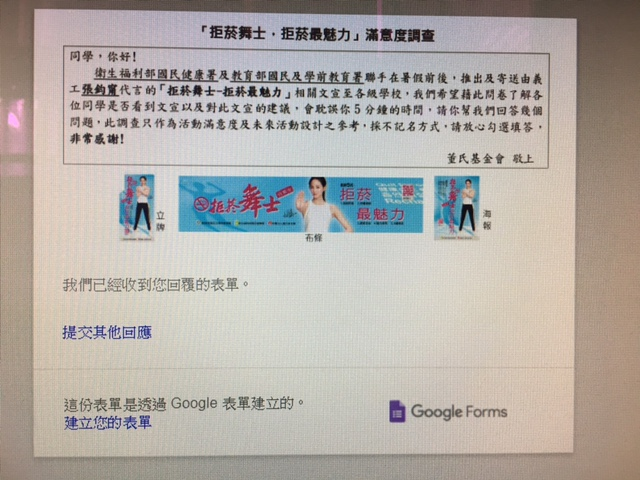 「拒菸舞士，拒菸最魅力」滿意度調查
同學，你好！
衛生福利部國民健康署及教育部國民及學前教育署聯手在暑假前後，推出及寄送由義
工張鈞甯代言的「拒菸舞士-拒菸最魅力」相關文宣至各級學校，我們希望藉此問卷了解各
位同學是否看到文宣以及對此文宣的建議，會耽誤你5分鐘的時間，請你幫我們回答幾個
問題，此調查只作為活動滿意度及未來活動設計之參考，採不記名方式，請放心勾選填答，
非常感謝！
董氏基金會 敬上
立牌
拒菸舞士
拒菸
最魅力
布條
海報
我們已經收到您回覆的表單。
提交其他回應
這份表單是透過 Google 表單建立的。
建立您的表單
Google Forms